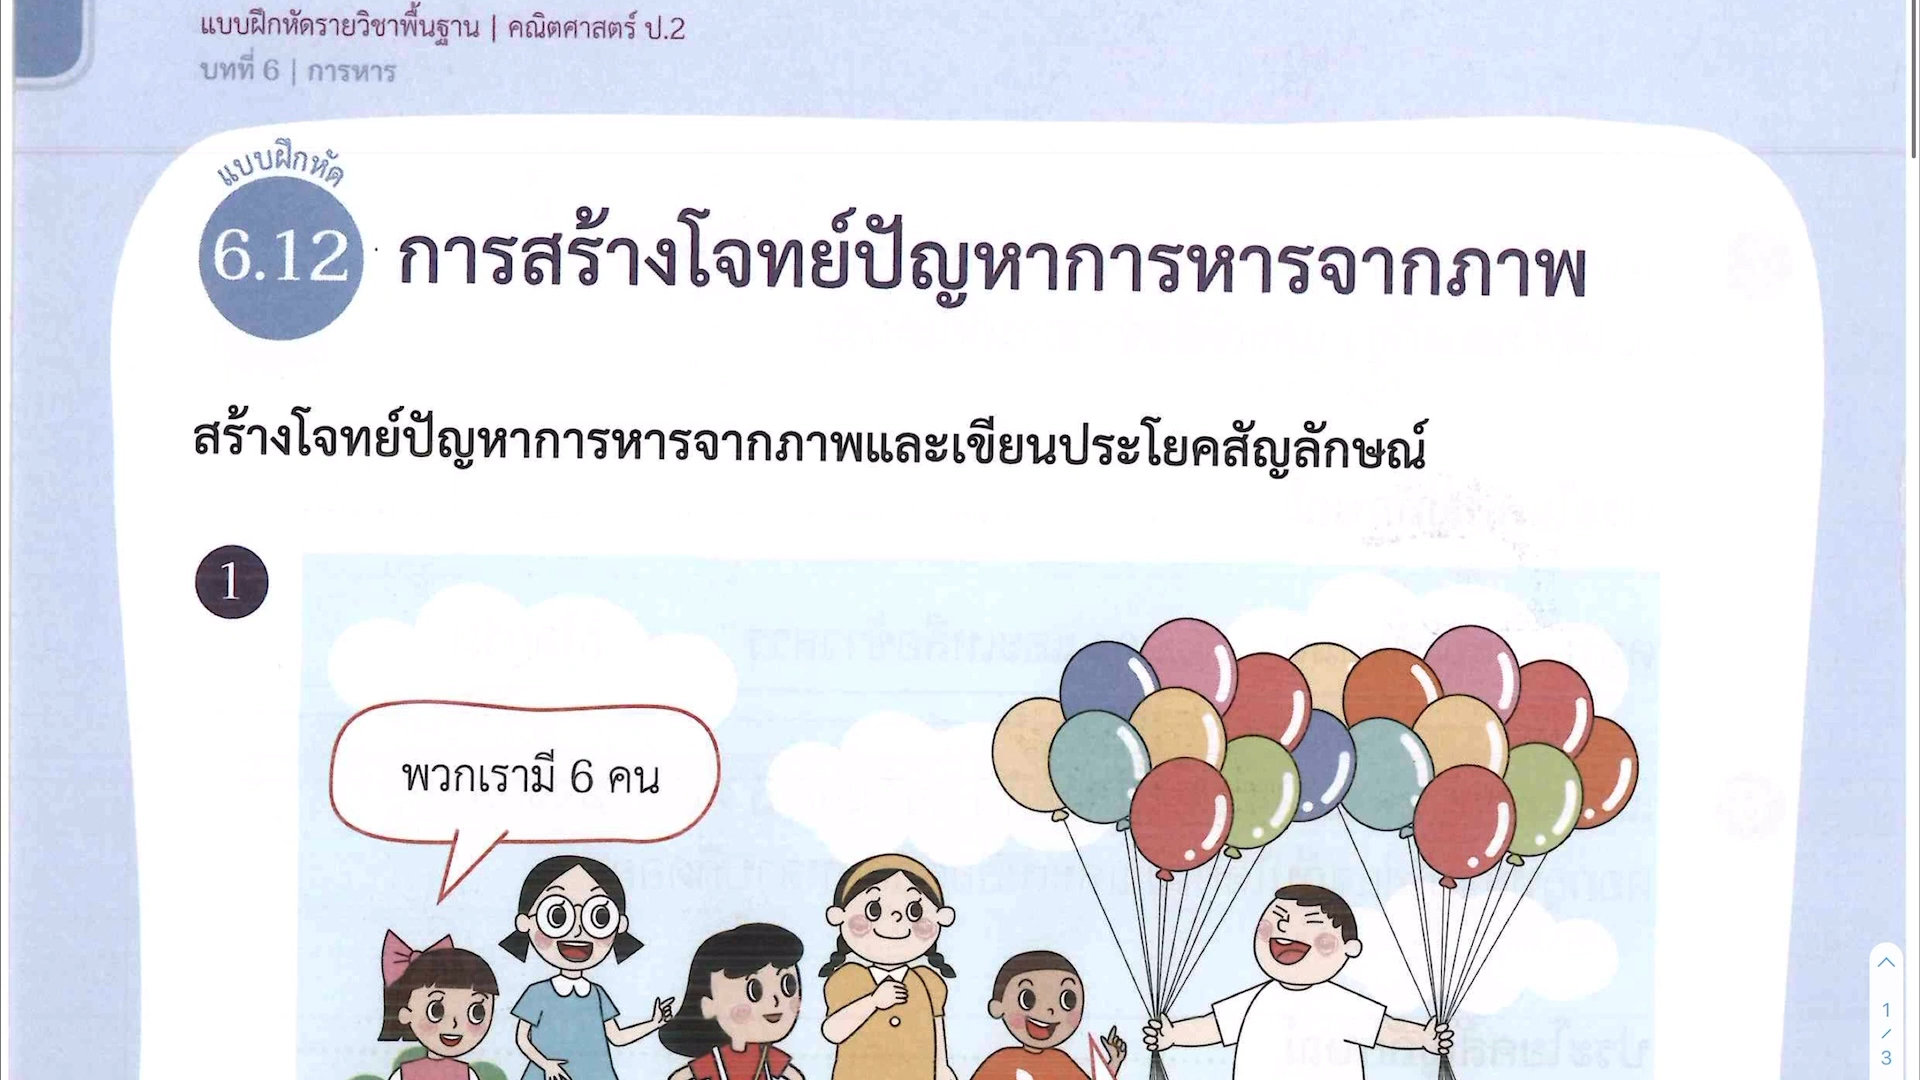 แบบฝึกหัดรายวิชาพื้นฐาน | คณิตศาสตร์ ป.2
บทที่ 6 | การหาร
แบบฝึกหัด
6.12 การสร้างโจทย์ปัญหาการหารจากภาพ
สร้างโจทย์ปัญหาการหารจากภาพและเขียนประโยคสัญลักษณ์
1
พวกเรามี 6 คน
1
/
3